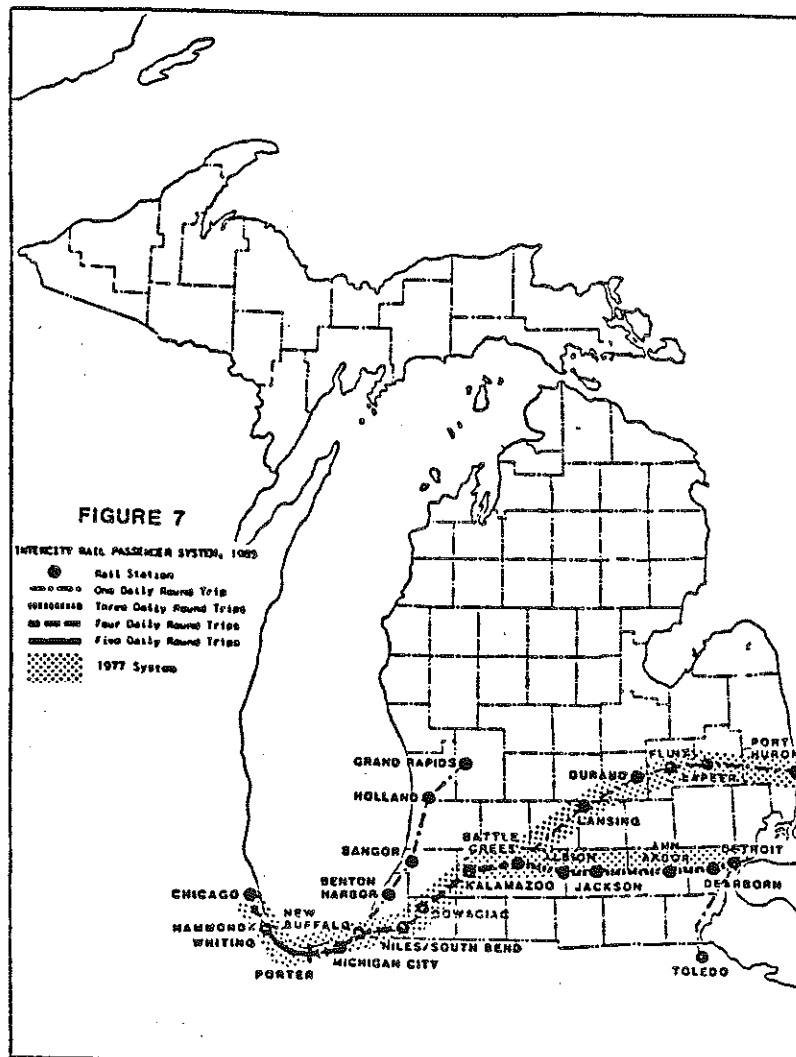 FIGURE 7
INTERCITY RAIL PASSENGER SYSTEM, 1985
Rail Station
One Daily Round Trip
Three Daily Round Trips
Four Daily Round Trips
Five Daily Round Trips
1977 System
GRAND RAPIDS
HOLLAND
BANGOR
BENTON
HARBOR
CHICAGO
HAMMOND/
WHITING
NEW
BUFFALO
PORTER
MICHIGAN CITY
NILES/SOUTH BEND
DOWAGIAC
KALAMAZOO
BATTLE
CREEK
ALBION
JACKSON
ANN
ARBOR
DETROIT
DEARBORN
TOLEDO
LANSING
DURAND
FLINT
LAPEER
PORT
HURON